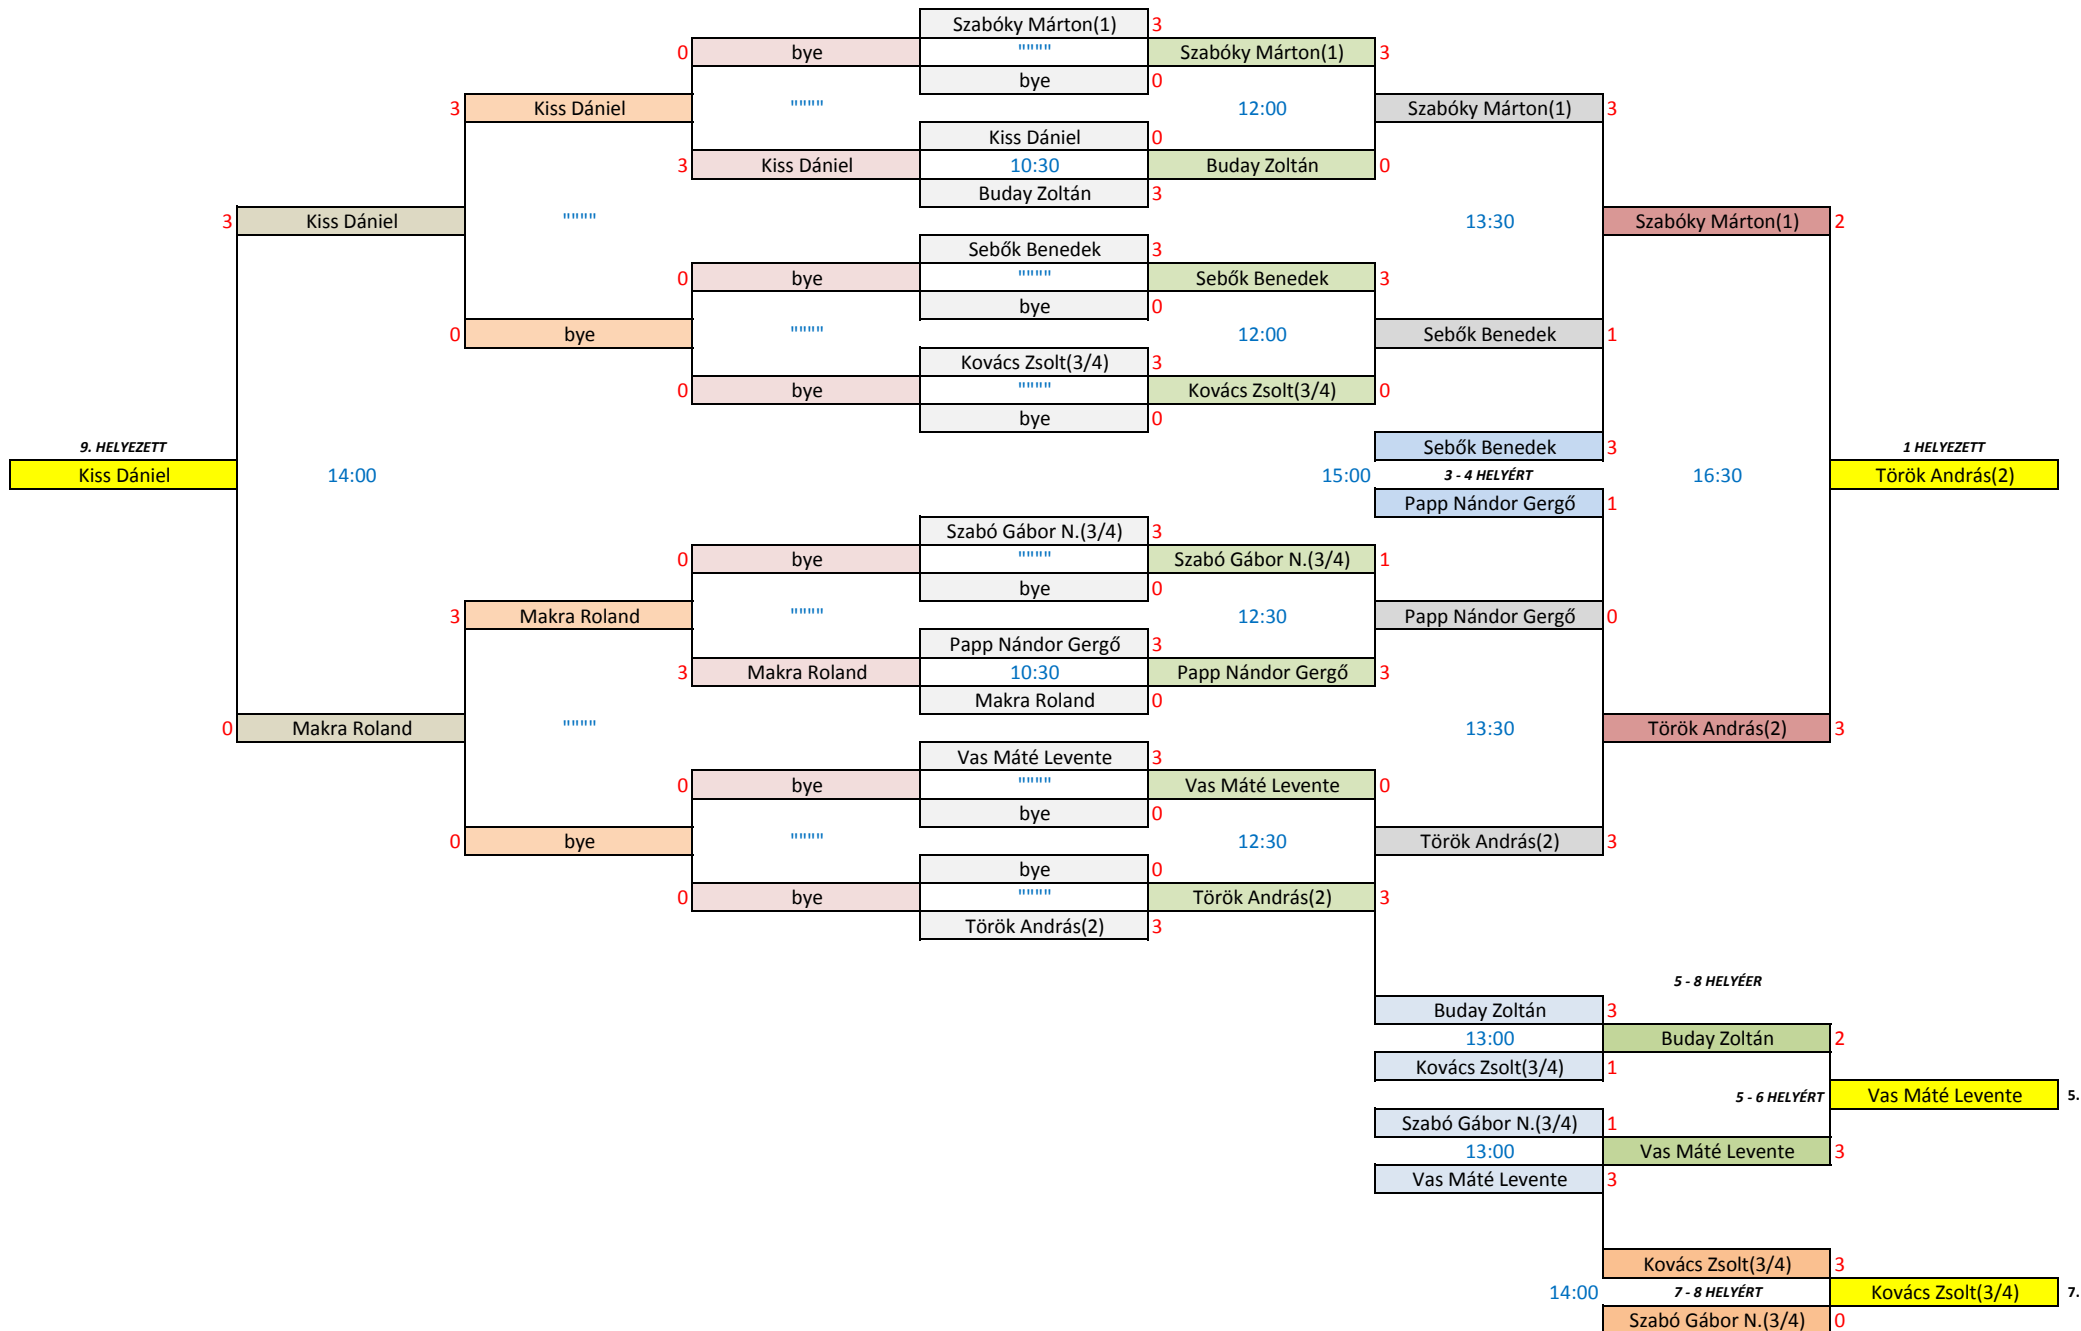 Szabóky Márton(1) 3
0 bye """" Szabóky Márton(1) 3
bye 0
3 Kiss Dániel """" 12:00 Szabóky Márton(1) 3
Kiss Dániel 0
3 Kiss Dániel 10:30 Buday Zoltán 0
Buday Zoltán 3
3 Kiss Dániel """" 13:30 Szabóky Márton(1) 2
Sebők Benedek 3
0 bye """" Sebők Benedek 3
bye 0
0 bye """" 12:00 Sebők Benedek 1
Kovács Zsolt(3/4) 3
0 bye """" Kovács Zsolt(3/4) 0
bye 0
9. HELYEZETT Sebők Benedek 3 1 HELYEZETT
Kiss Dániel 14:00 15:00 3 - 4 HELYÉRT 16:30 Török András(2)
Papp Nándor Gergő 1
Szabó Gábor N.(3/4) 3
0 bye """" Szabó Gábor N.(3/4) 1
bye 0
3 Makra Roland """" 12:30 Papp Nándor Gergő 0
Papp Nándor Gergő 3
3 Makra Roland 10:30 Papp Nándor Gergő 3
Makra Roland 0
0 Makra Roland """" 13:30 Török András(2) 3
Vas Máté Levente 3
0 bye """" Vas Máté Levente 0
bye 0
0 bye """" 12:30 Török András(2) 3
bye 0
0 bye """" Török András(2) 3
Török András(2) 3
5 - 8 HELYÉER
Buday Zoltán 3
13:00 Buday Zoltán 2
Kovács Zsolt(3/4) 1
5 - 6 HELYÉRT Vas Máté Levente 5.
Szabó Gábor N.(3/4) 1
13:00 Vas Máté Levente 3
Vas Máté Levente 3
Kovács Zsolt(3/4) 3
14:00 7 - 8 HELYÉRT Kovács Zsolt(3/4) 7.
Szabó Gábor N.(3/4) 0